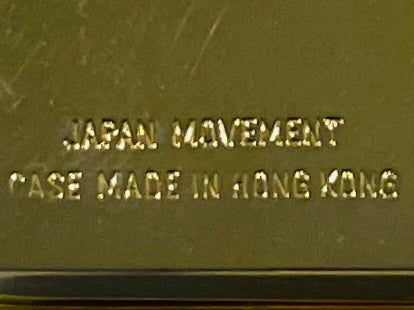 JAPAN MOVEMENT
CASE MADE IN HONG KONG